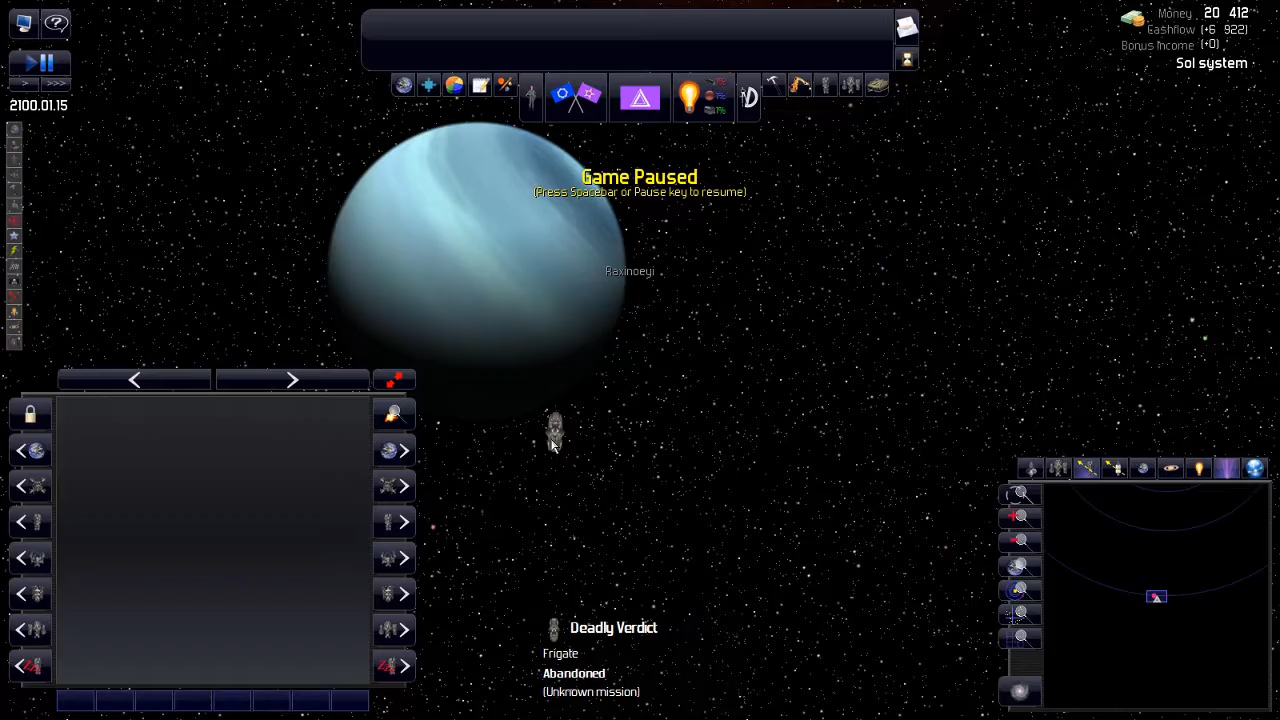 Money 20 412
Cashflow (+6 922)
Bonus Income (+0)
Sol system
2100.01.15
Game Paused
(Press Spacebar or Pause key to resume)
Raxinoeyi
Deadly Verdict
Frigate
Abandoned
(Unknown mission)